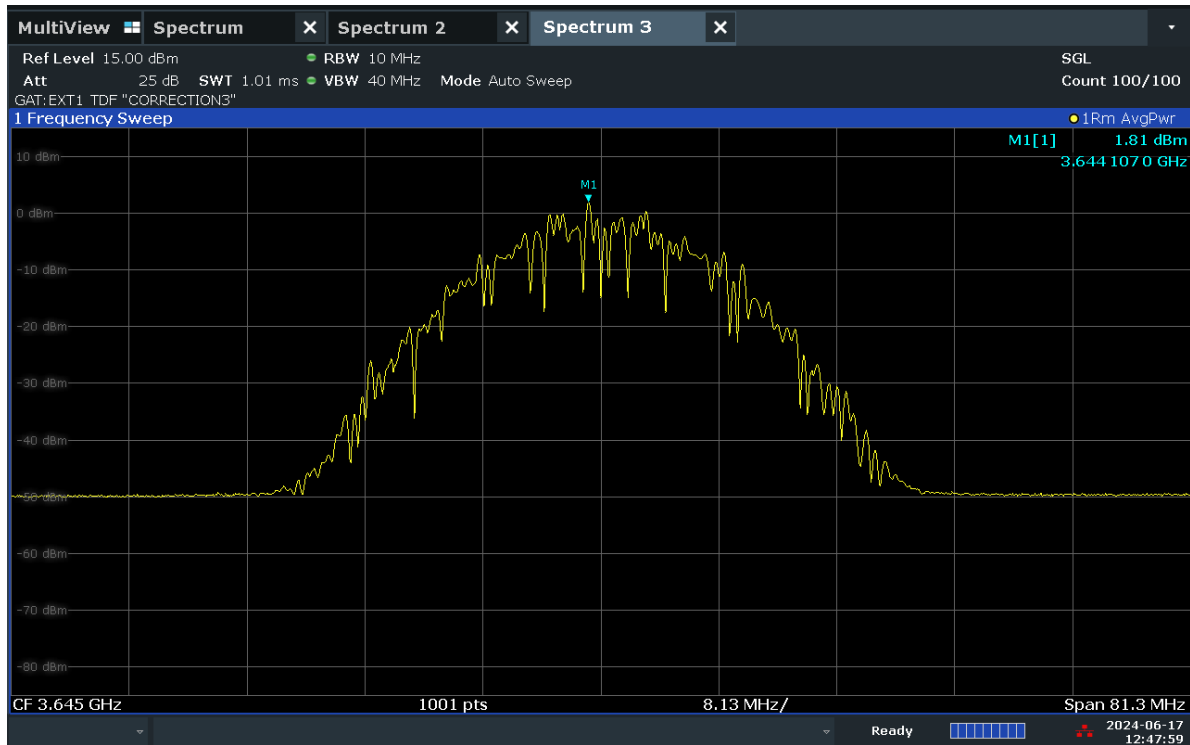 MultiView Spectrum X Spectrum 2 X Spectrum 3 X
Ref Level 15.00 dBm RBW 10 MHz SGL
Att 25 dB SWT 1.01 ms VBW 40 MHz Mode Auto Sweep Count 100/100
GAT:EXT1 TDF "CORRECTION3"
1 Frequency Sweep 1Rm AvgPwr
M1[1] 1.81 dBm
3.6441070 GHz
10 dBm
M1
0 dBm
-10 dBm
-20 dBm
-30 dBm
-40 dBm
-50 dBm
-60 dBm
-70 dBm
-80 dBm
CF 3.645 GHz 1001 pts 8.13 MHz/ Span 81.3 MHz
Ready 2024-06-17
12:47:59